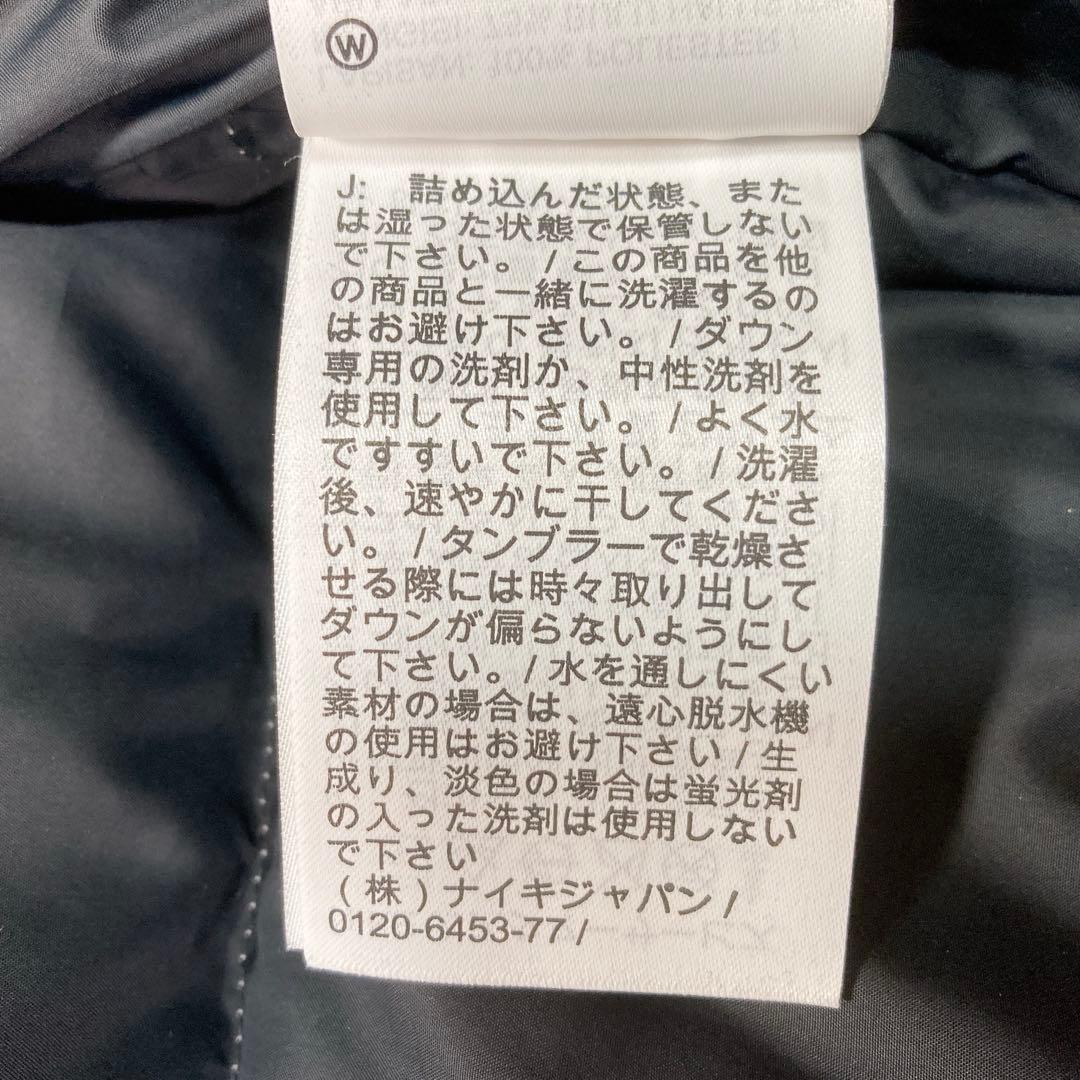 W
J: 詰め込んだ状態、また
は湿った状態で保管しない
で下さい。/この商品を他
の商品と一緒に洗濯するの
はお避け下さい。/ダウン
専用の洗剤か、中性洗剤を
使用して下さい。/よく水
ですすいで下さい。/洗濯
後、速やかに干してくださ
い。/タンブラーで乾燥さ
せる際には時々取り出して
ダウンが偏らないようにし
て下さい。/水を通しにくい
素材の場合は、遠心脱水機
の使用はお避け下さい/生
成り、淡色の場合は蛍光剤
の入った洗剤は使用しない
で下さい
(株)ナイキジャパン/
0120-6453-77/